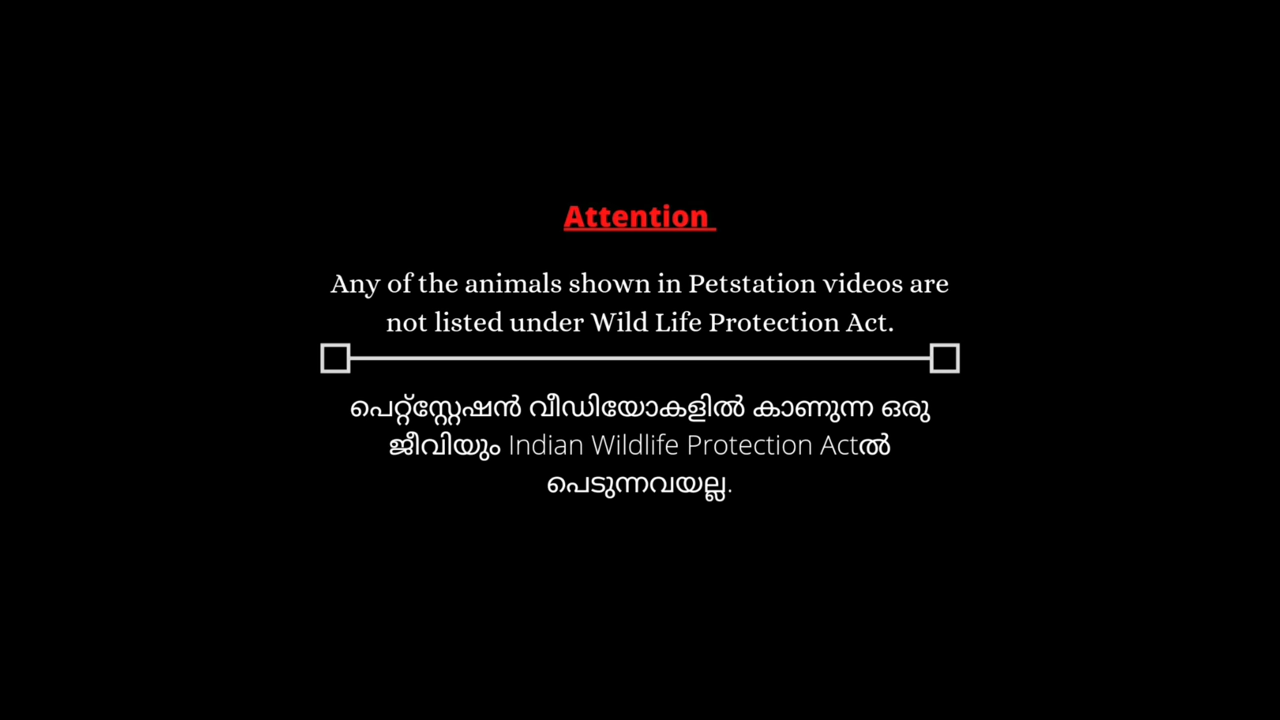 Attention
Any of the animals shown in Petstation videos are
not listed under Wild Life Protection Act.
പെറ്റ്സ്റ്റേഷൻ വീഡിയോകളിൽ കാണുന്ന ഒരു
ജീവിയും Indian Wildlife Protection Actൽ
പെടുന്നവയല്ല.